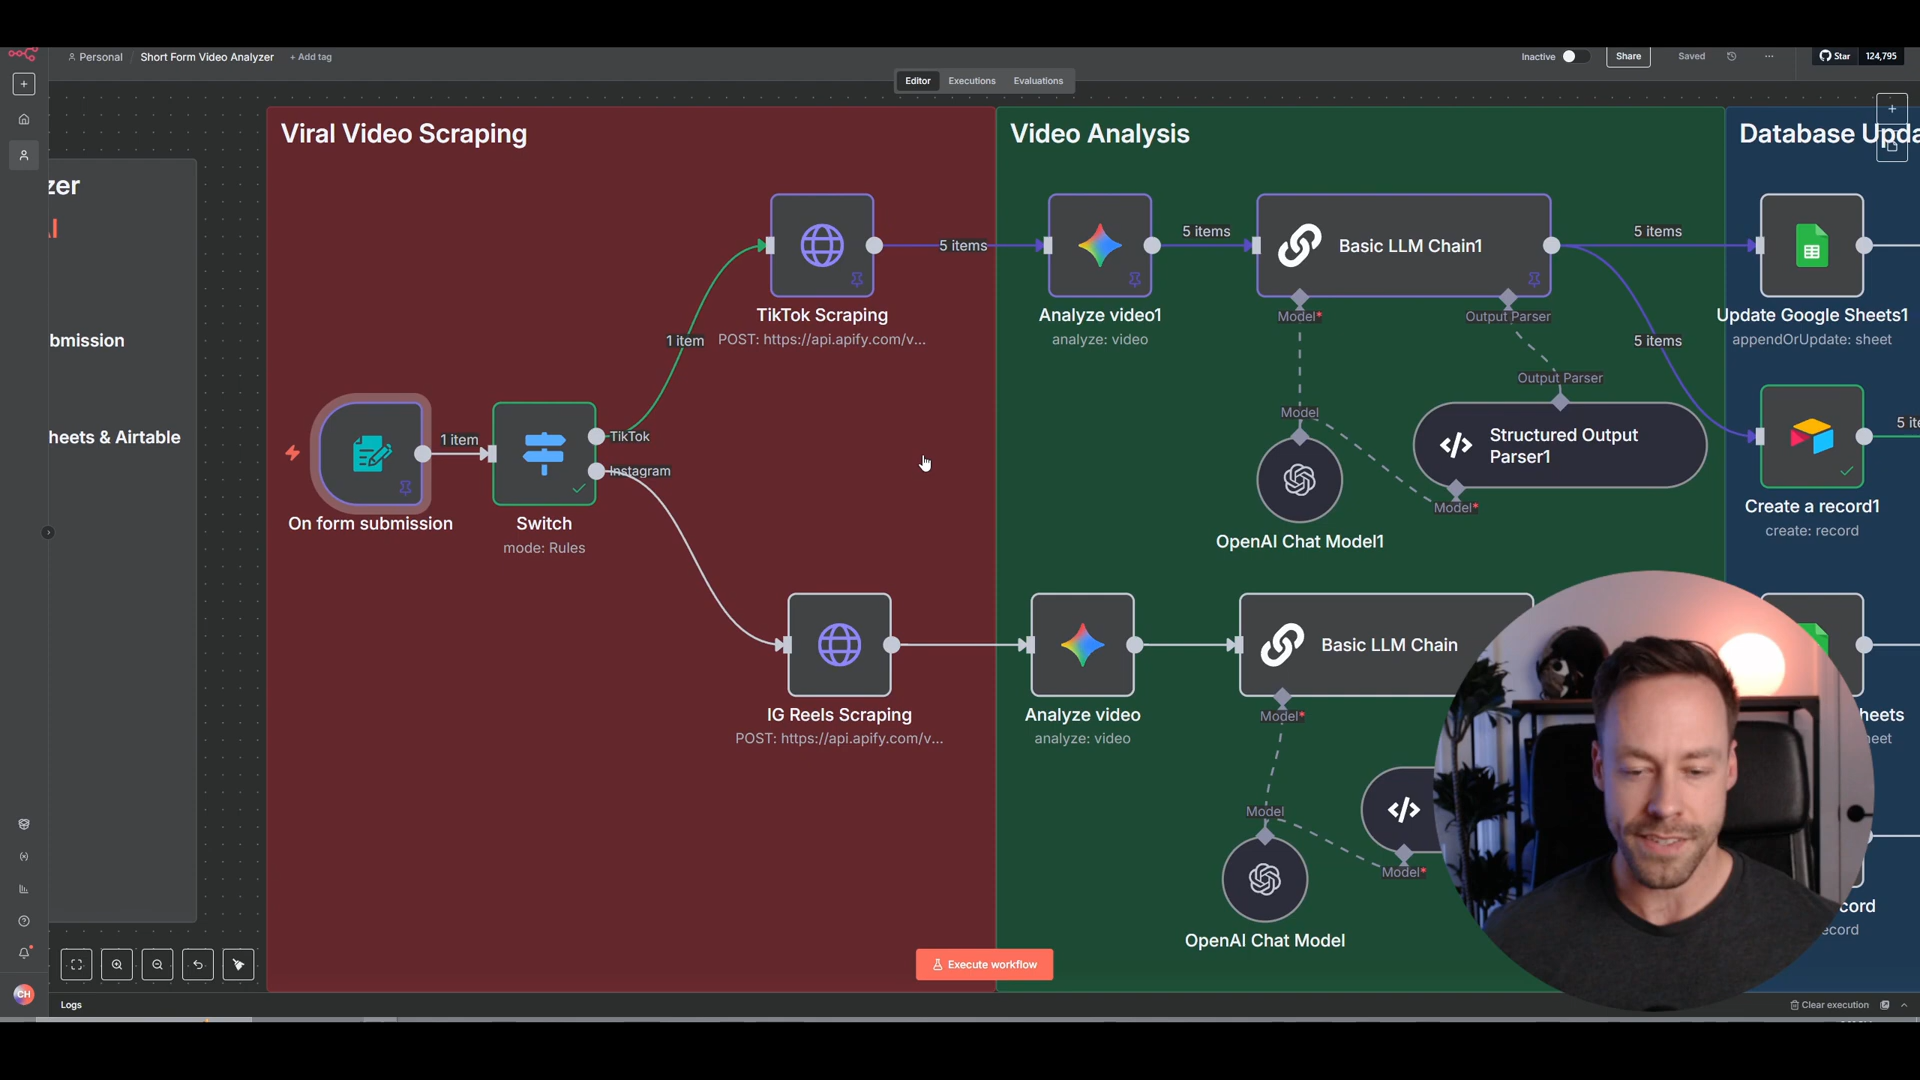 Personal / Short Form Video Analyzer + Add tag
Inactive
Share
Saved
Star 124,795
Editor Executions Evaluations
Viral Video Scraping
Video Analysis
Database Upda
zer
bmission
heets & Airtable
5 items
5 items
Basic LLM Chain1
5 items
TikTok Scraping
POST: https://api.apify.com/v...
Analyze video1
analyze: video
Model*
Output Parser
Update Google Sheets1
appendOrUpdate: sheet
1 item
5 items
Output Parser
Model
Structured Output
Parser1
1 item
TikTok
Instagram
5 ite
Model*
On form submission
Switch
mode: Rules
OpenAI Chat Model1
Create a record1
create: record
Basic LLM Chain
IG Reels Scraping
POST: https://api.apify.com/v...
Analyze video
analyze: video
Model*
heets
eet
Model
Model*
cord
ecord
OpenAI Chat Model
Execute workflow
CH
Logs
Clear execution